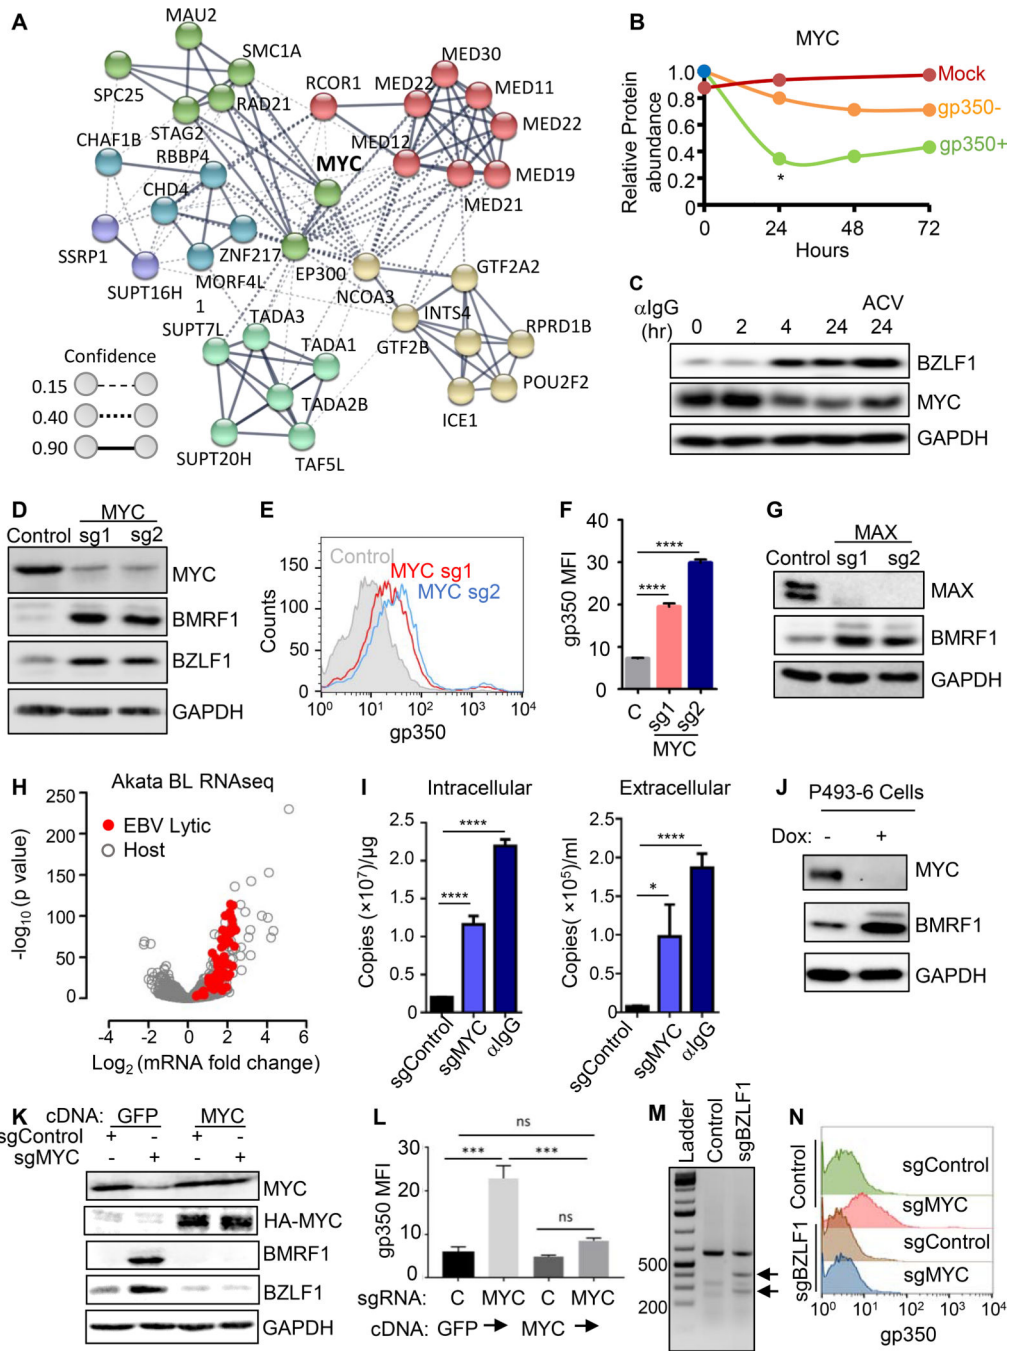 A
MAU2
SMC1A
SPC25
RAD21
STAG2
CHAF1B
RBBP4
CHD4
SSRP1
ZNF217
SUPT16H
MORF4L
1
RCOR1
MED30
MED22
MED11
MED22
MED12
MED19
MED21
MYC
EP300
NCOA3
GTF2A2
INTS4
GTF2B
RPRD1B
POU2F2
ICE1
SUPT7L
TADA3
TADA1
TADA2B
SUPT20H
TAF5L
Confidence
0.15
0.40
0.90
B
MYC
Relative Protein
abundance
1.0
0.8
0.6
0.4
0.2
0
0 24 48 72
Hours
Mock
gp350-
gp350+
*
C
αIgG
(hr)
ACV
0 2 4 24 24
BZLF1
MYC
GAPDH
D
MYC
Control sg1 sg2
MYC
BMRF1
BZLF1
GAPDH
E
Control
MYC sg1
MYC sg2
Counts
150
100
50
0
10⁰ 10¹ 10² 10³ 10⁴
gp350
F
gp350 MFI
40
30
20
10
0
****
****
C sg1 sg2
MYC
G
MAX
Control sg1 sg2
MAX
BMRF1
GAPDH
H
Akata BL RNAseq
EBV Lytic
Host
-log₁₀ (p value)
250
200
150
100
50
0
-4 -2 0 2 4 6
Log₂ (mRNA fold change)
I
Intracellular
Copies (×10⁷)/µg
2.5
2.0
1.5
1.0
0.5
0
****
****
sgControl sgMYC αIgG
Extracellular
Copies( ×10⁵)/ml
2.5
2.0
1.5
1.0
0.5
0
****
*
sgControl sgMYC αIgG
J
P493-6 Cells
Dox: - +
MYC
BMRF1
GAPDH
K
cDNA: GFP MYC
sgControl + - + -
sgMYC - + - +
MYC
HA-MYC
BMRF1
BZLF1
GAPDH
L
gp350 MFI
30
20
10
0
ns
*** ***
ns
sgRNA: C MYC C MYC
cDNA: GFP → MYC →
M
Ladder
Control
sgBZLF1
500
200
N
Control
sgBZLF1
sgControl
sgMYC
sgControl
sgMYC
10⁰ 10¹ 10² 10³ 10⁴
gp350